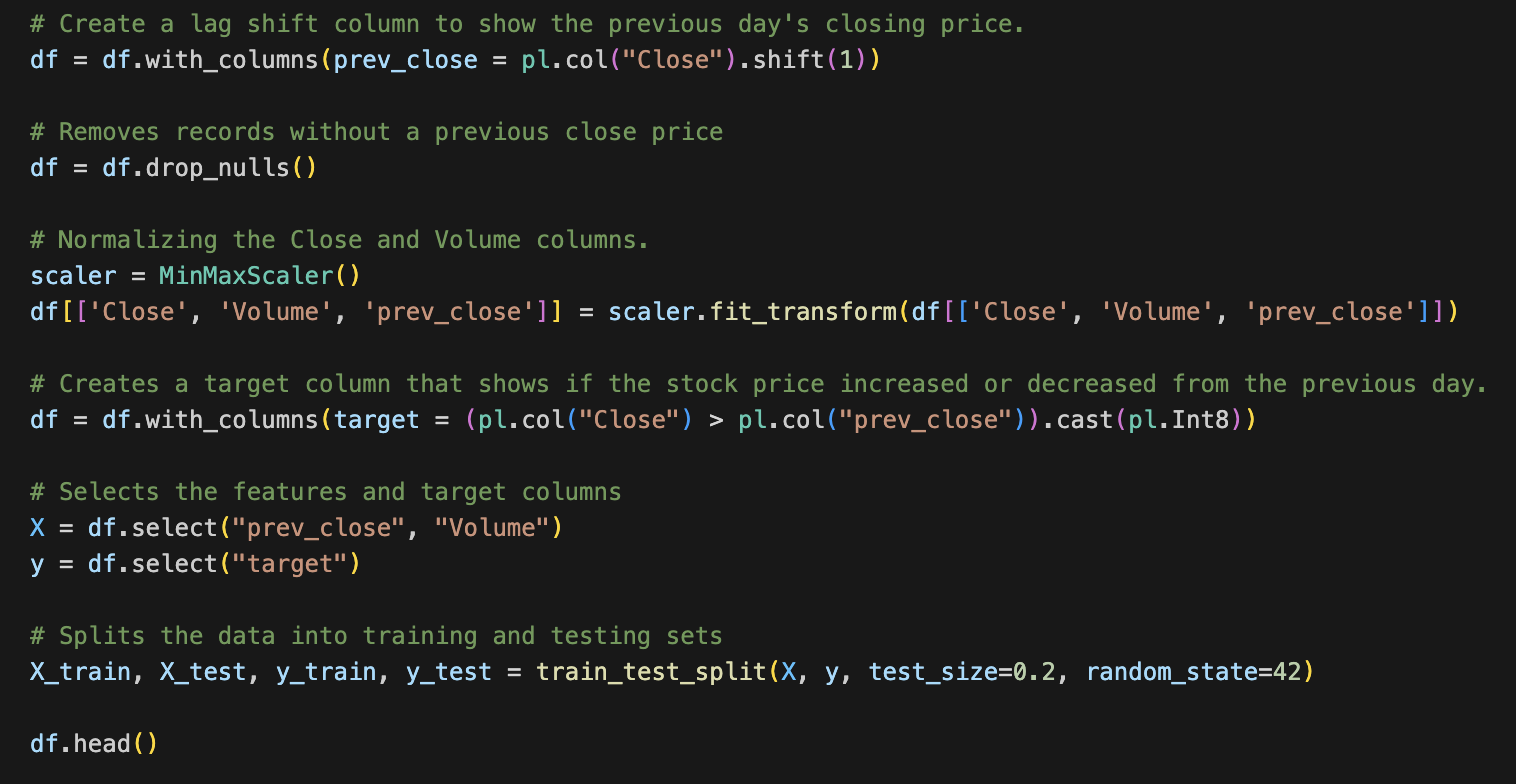 # Create a lag shift column to show the previous day's closing price.
df = df.with_columns(prev_close = pl.col("Close").shift(1))
# Removes records without a previous close price
df = df.drop_nulls()
# Normalizing the Close and Volume columns.
scaler = MinMaxScaler()
df[['Close', 'Volume', 'prev_close']] = scaler.fit_transform(df[['Close', 'Volume', 'prev_close']])
# Creates a target column that shows if the stock price increased or decreased from the previous day.
df = df.with_columns(target = (pl.col("Close") > pl.col("prev_close")).cast(pl.Int8))
# Selects the features and target columns
X = df.select("prev_close", "Volume")
y = df.select("target")
# Splits the data into training and testing sets
X_train, X_test, y_train, y_test = train_test_split(X, y, test_size=0.2, random_state=42)
df.head()